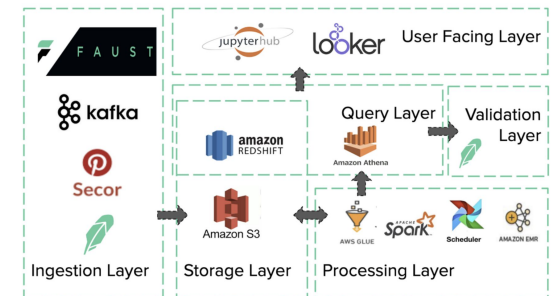 FAUST
kafka
Secor
Ingestion Layer
jupyterhub
looker
User Facing Layer
amazon
REDSHIFT
Query Layer
Amazon Athena
Validation
Layer
Amazon S3
Storage Layer
AWS GLUE
APACHE
Spark
Scheduler
AMAZON EMR
Processing Layer